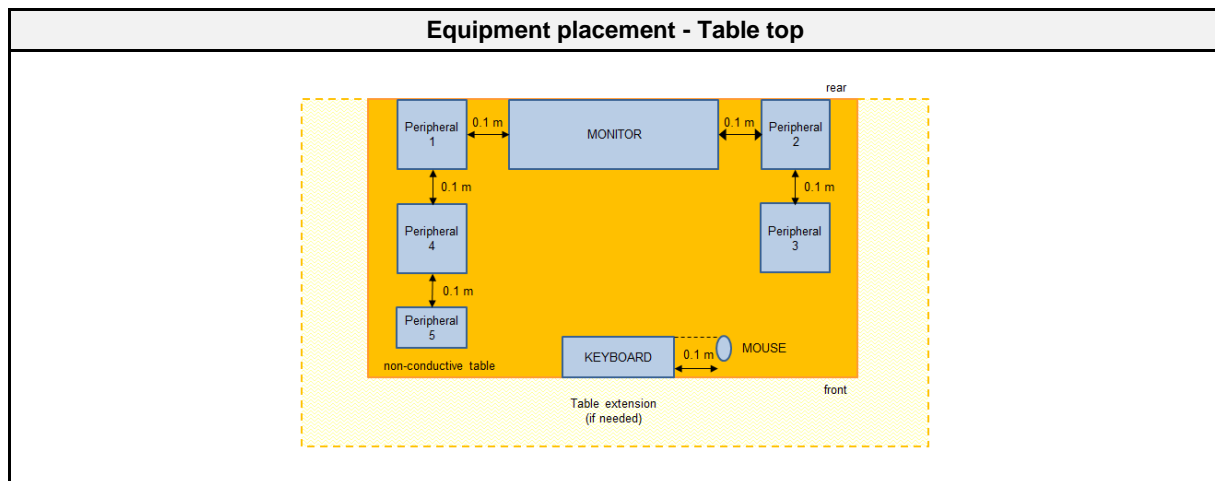 Equipment placement - Table top
rear
Peripheral
1
0.1 m
MONITOR
0.1 m
Peripheral
2
0.1 m
0.1 m
Peripheral
4
Peripheral
3
0.1 m
Peripheral
5
KEYBOARD
0.1 m
MOUSE
non-conductive table
front
Table extension
(if needed)